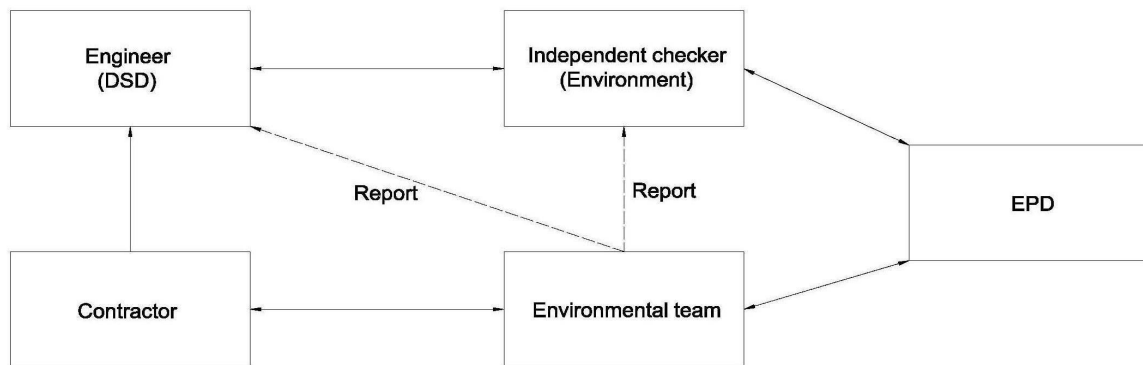 Engineer
(DSD)
Independent checker
(Environment)
EPD
Report
Report
Contractor
Environmental team